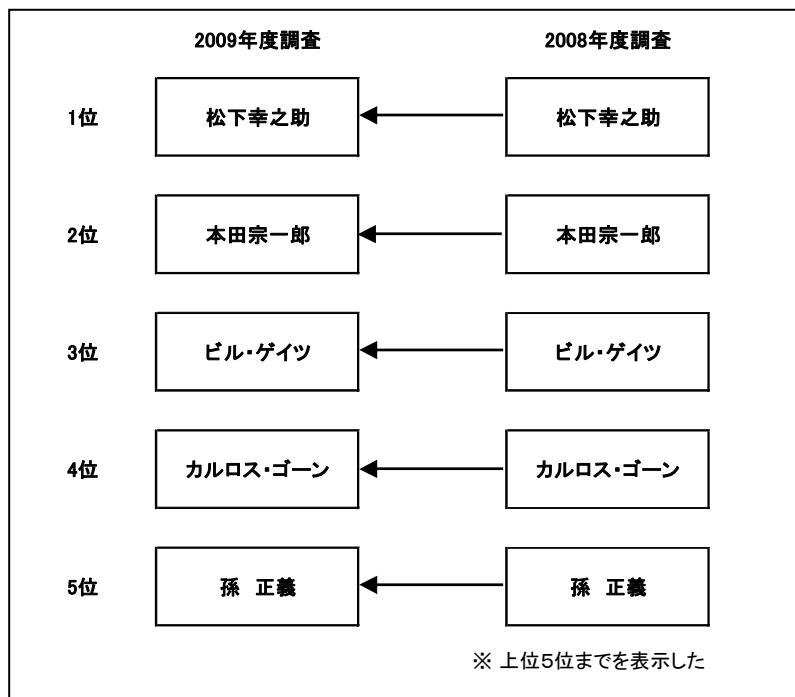 2009年度調査 2008年度調査
1位 松下幸之助 松下幸之助
2位 本田宗一郎 本田宗一郎
3位 ビル・ゲイツ ビル・ゲイツ
4位 カルロス・ゴーン カルロス・ゴーン
5位 孫　正義 孫　正義
※ 上位5位までを表示した